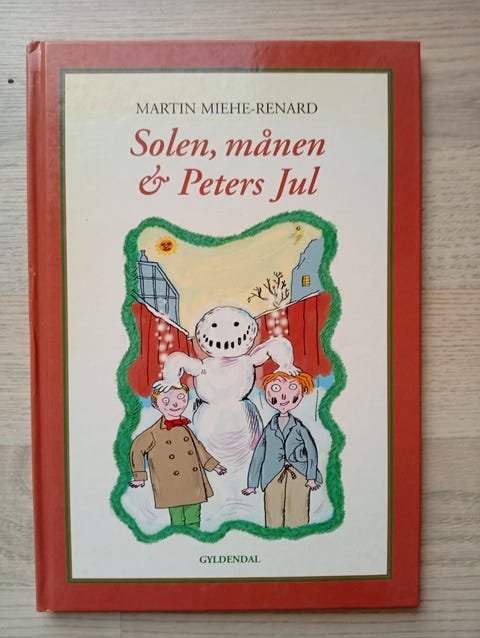 MARTIN MIEHE-RENARD
Solen, månen
& Peters Jul
GYLDENDAL